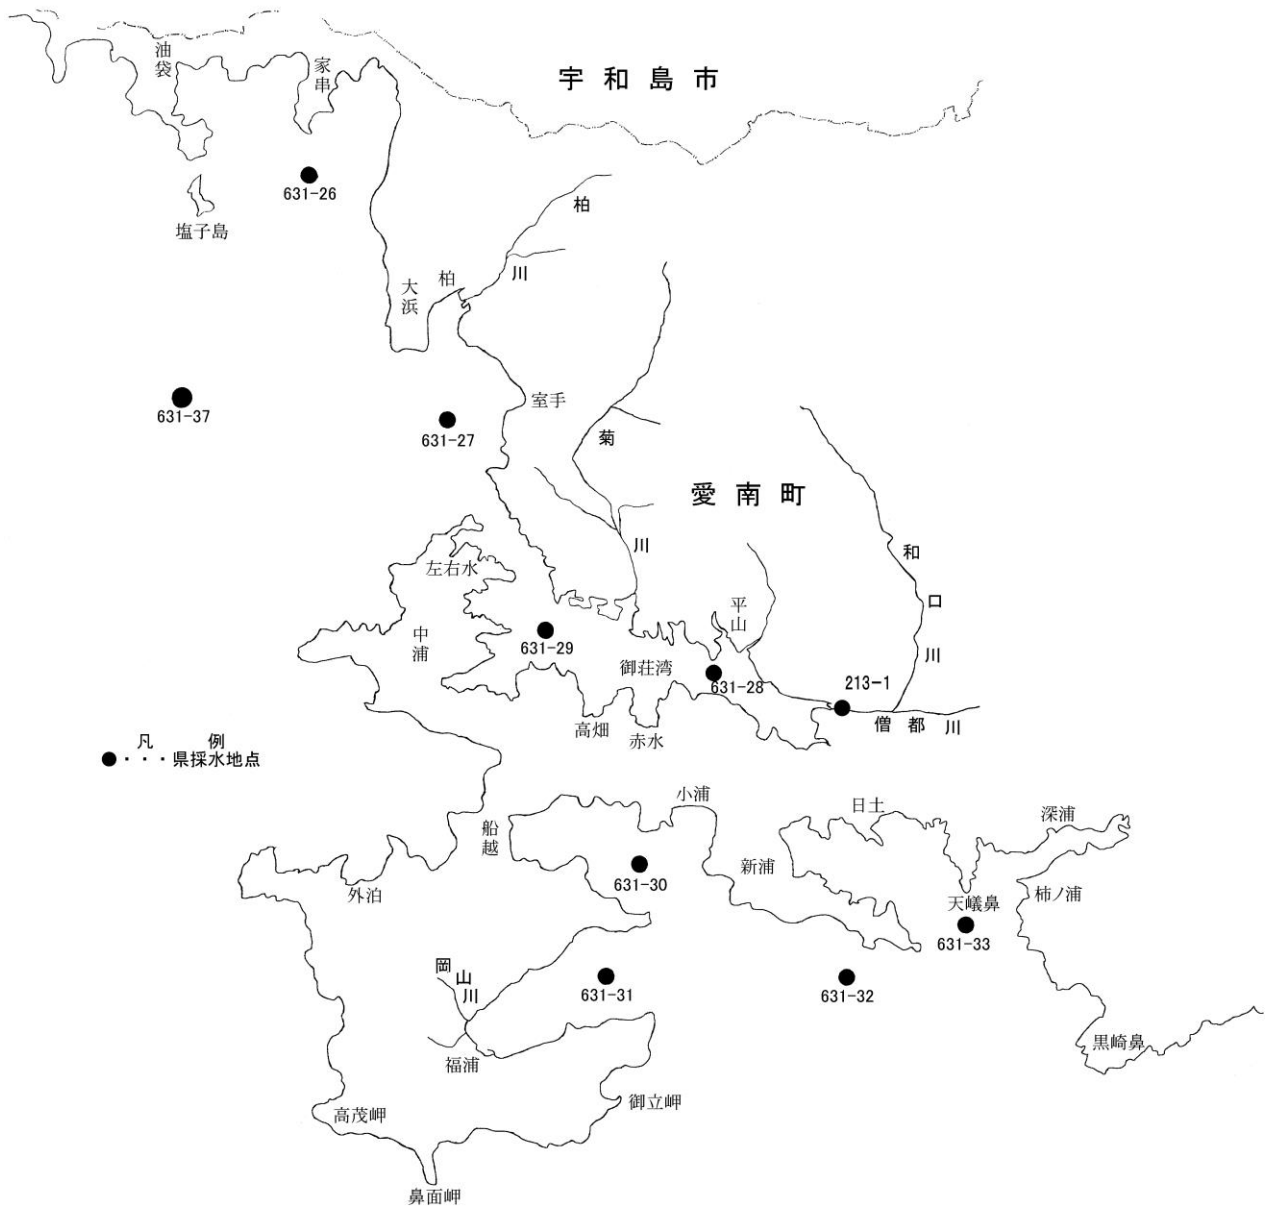 油袋
家串
宇和島市
631-26
塩子島
柏川
柏
大浜
631-37
631-27
室手
菊川
愛南町
和口川
左右水
平山
中浦
631-29
御荘湾
631-28
213-1
僧都川
高畑
赤水
凡例
●・・・県採水地点
小浦
日土
深浦
船越
631-30
新浦
外泊
天嶬鼻
柿ノ浦
631-33
岡山川
631-31
631-32
福浦
黒崎鼻
御立岬
高茂岬
鼻面岬